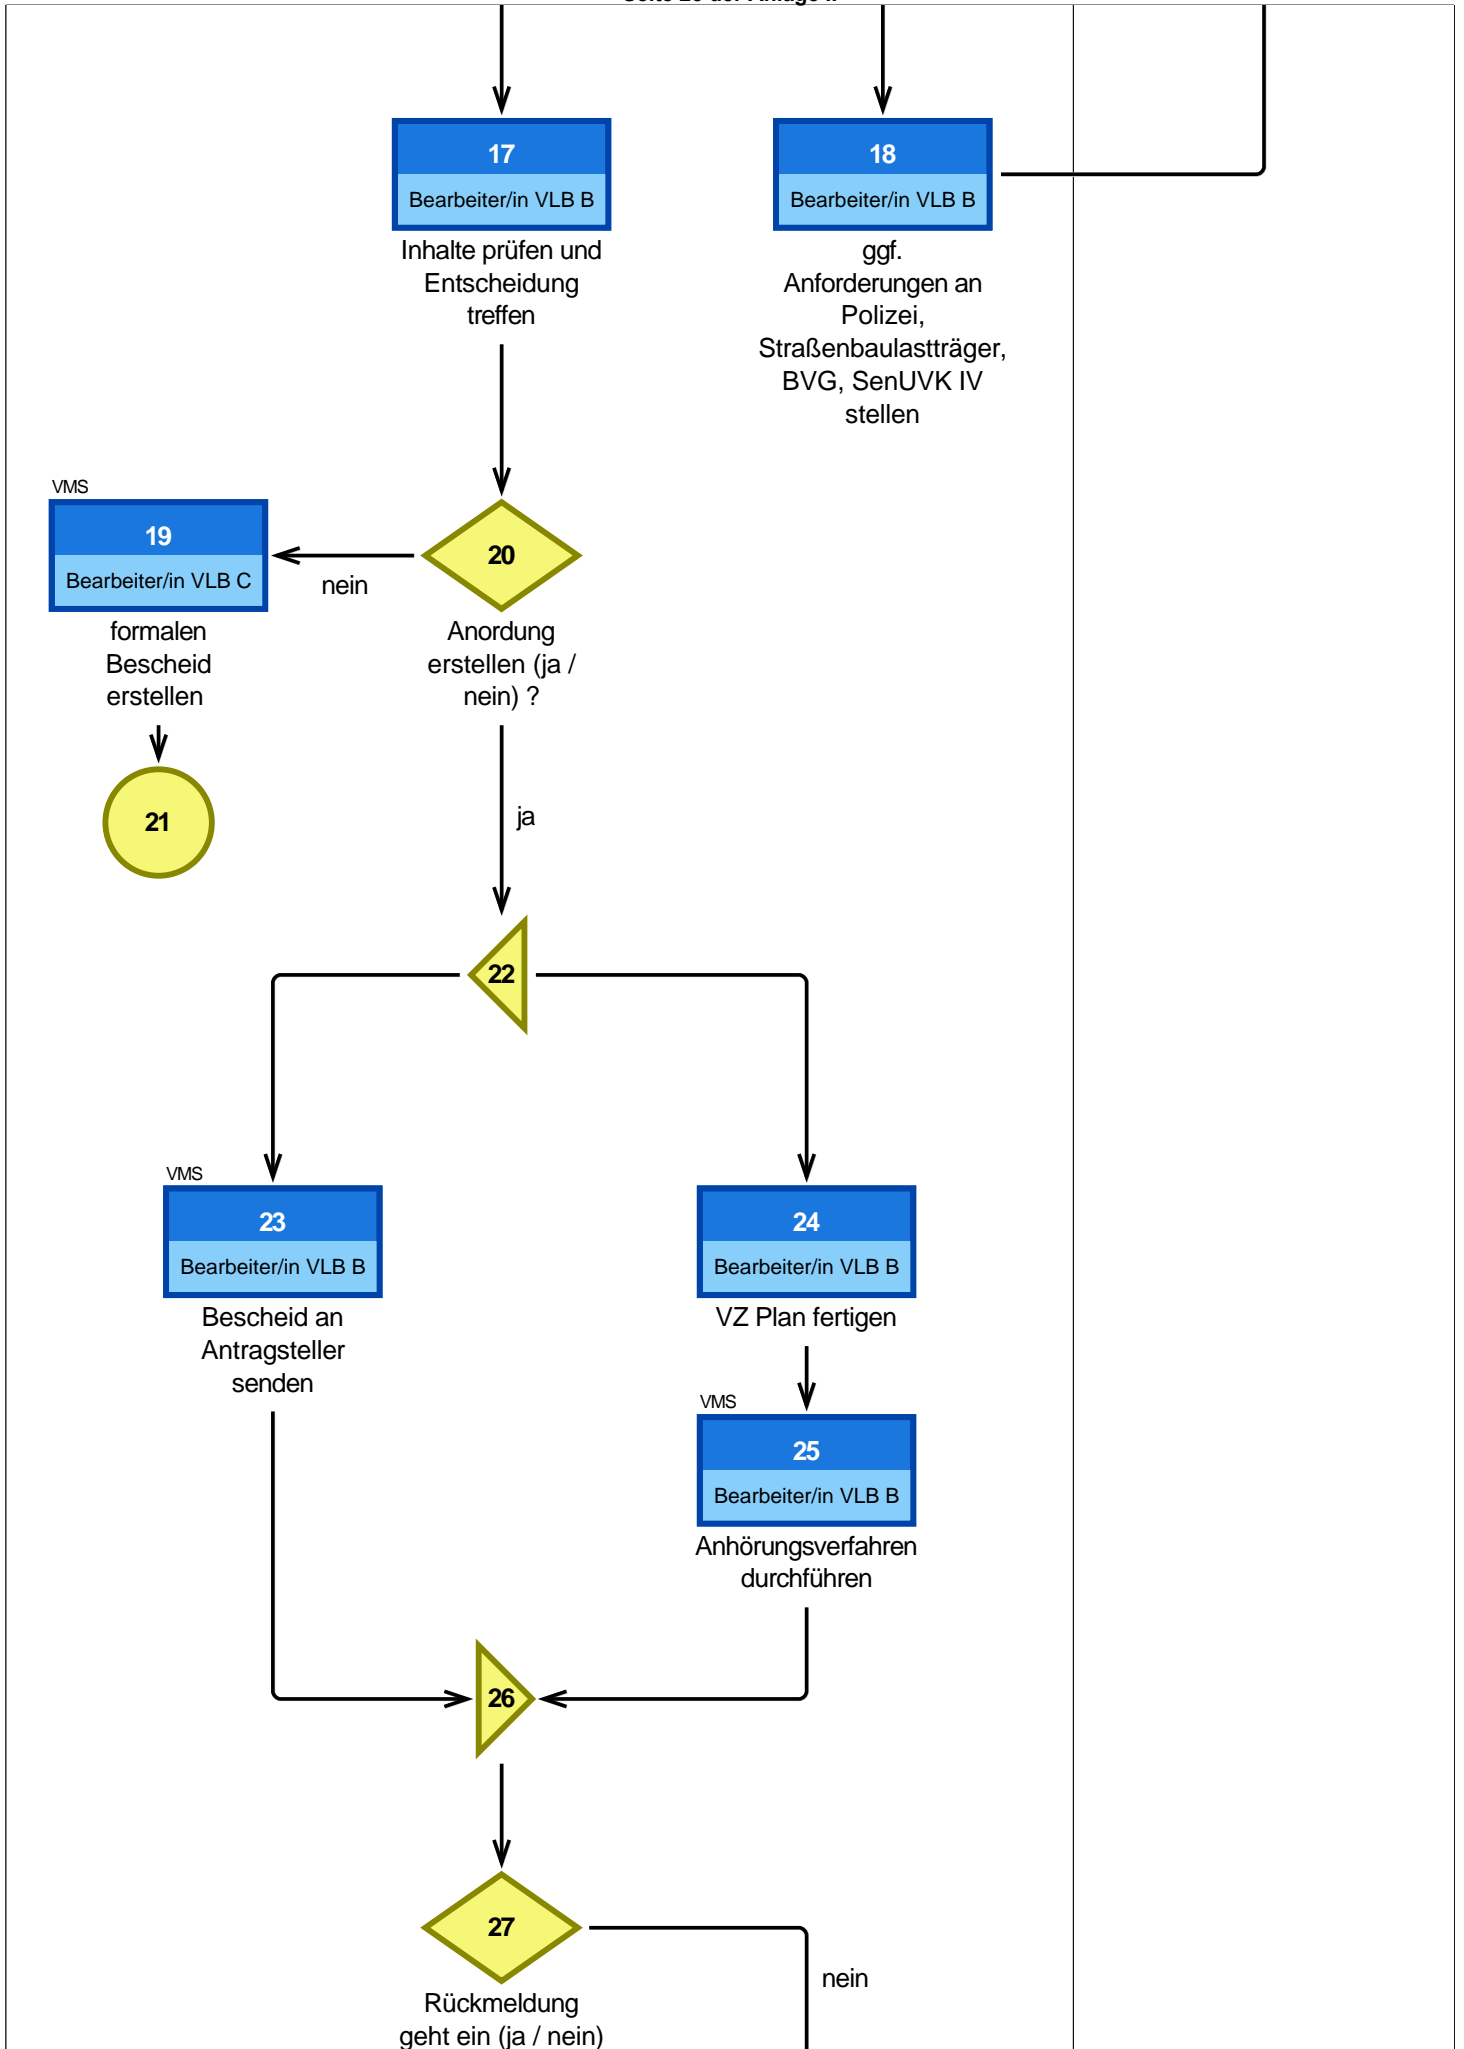 17
Bearbeiter/in VLB B
Inhalte prüfen und
Entscheidung
treffen
18
Bearbeiter/in VLB B
ggf.
Anforderungen an
Polizei,
Straßenbaulastträger,
BVG, SenUVK IV
stellen
VMS
19
Bearbeiter/in VLB C
formalen
Bescheid
erstellen
nein
20
Anordung
erstellen (ja /
nein) ?
21
ja
22
VMS
23
Bearbeiter/in VLB B
Bescheid an
Antragsteller
senden
24
Bearbeiter/in VLB B
VZ Plan fertigen
VMS
25
Bearbeiter/in VLB B
Anhörungsverfahren
durchführen
26
27
nein
Rückmeldung
geht ein (ja / nein)